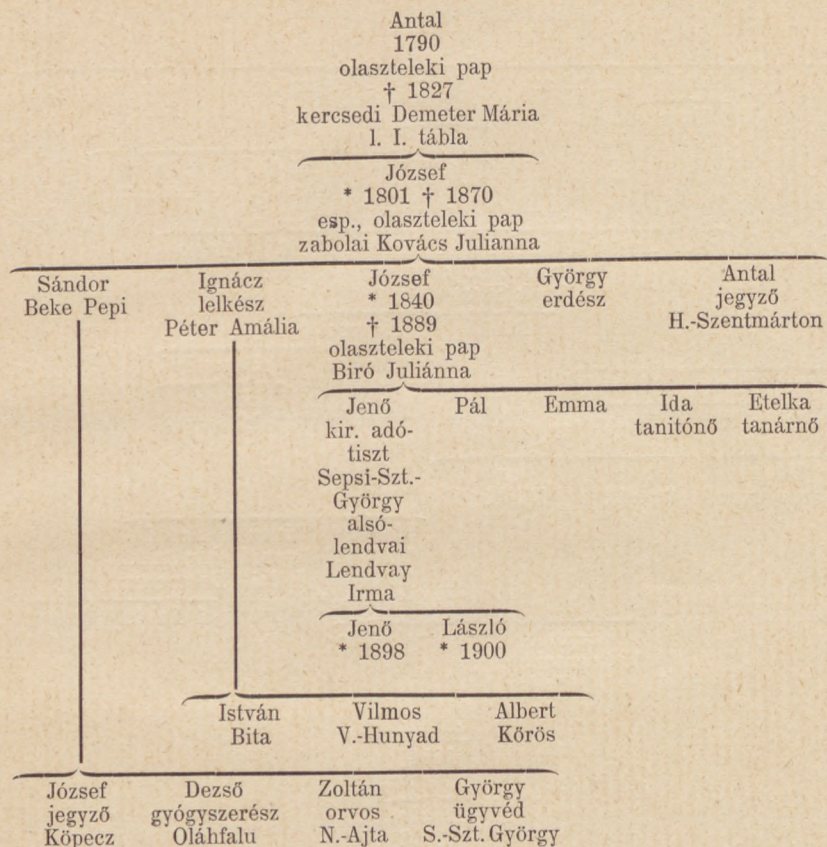 Antal
1790
olaszteleki pap
† 1827
kercsedi Demeter Mária
l. I. tábla
József
* 1801 † 1870
esp., olaszteleki pap
zabolai Kovács Julianna
Sándor Ignácz József György Antal
Beke Pepi lelkész * 1840 erdész jegyző
Péter Amália † 1889 H.-Szentmárton
olaszteleki pap
Biró Juliánna
Jenő Pál Emma Ida Etelka
kir. adó- tanitónő tanárnő
tiszt
Sepsi-Szt.-
György
alsó-
lendvai
Lendvay
Irma
Jenő László
* 1898 * 1900
István Vilmos Albert
Bita V.-Hunyad Kőrös
József Dezső Zoltán György
jegyző gyógyszerész orvos ügyvéd
Köpecz Oláhfalu N.-Ajta S.-Szt. György